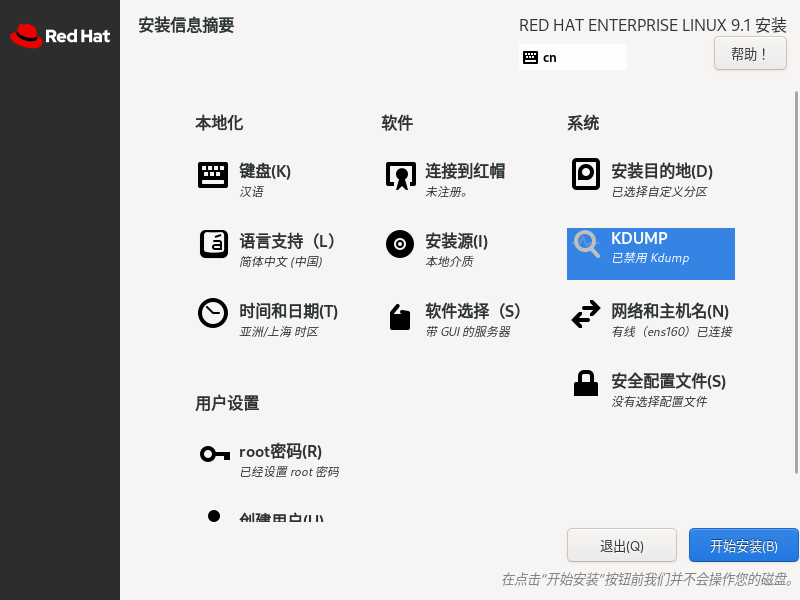 Red Hat
安装信息摘要
RED HAT ENTERPRISE LINUX 9.1 安装
cn
帮助！
本地化
键盘(K)
汉语
语言支持（L）
简体中文 (中国)
时间和日期(T)
亚洲/上海 时区
软件
连接到红帽
未注册。
安装源(I)
本地介质
软件选择（S）
带 GUI 的服务器
系统
安装目的地(D)
已选择自定义分区
KDUMP
已禁用 Kdump
网络和主机名(N)
有线（ens160）已连接
安全配置文件(S)
没有选择配置文件
用户设置
root密码(R)
已经设置 root 密码
创建用户(U)
退出(Q)
开始安装(B)
在点击“开始安装”按钮前我们并不会操作您的磁盘。